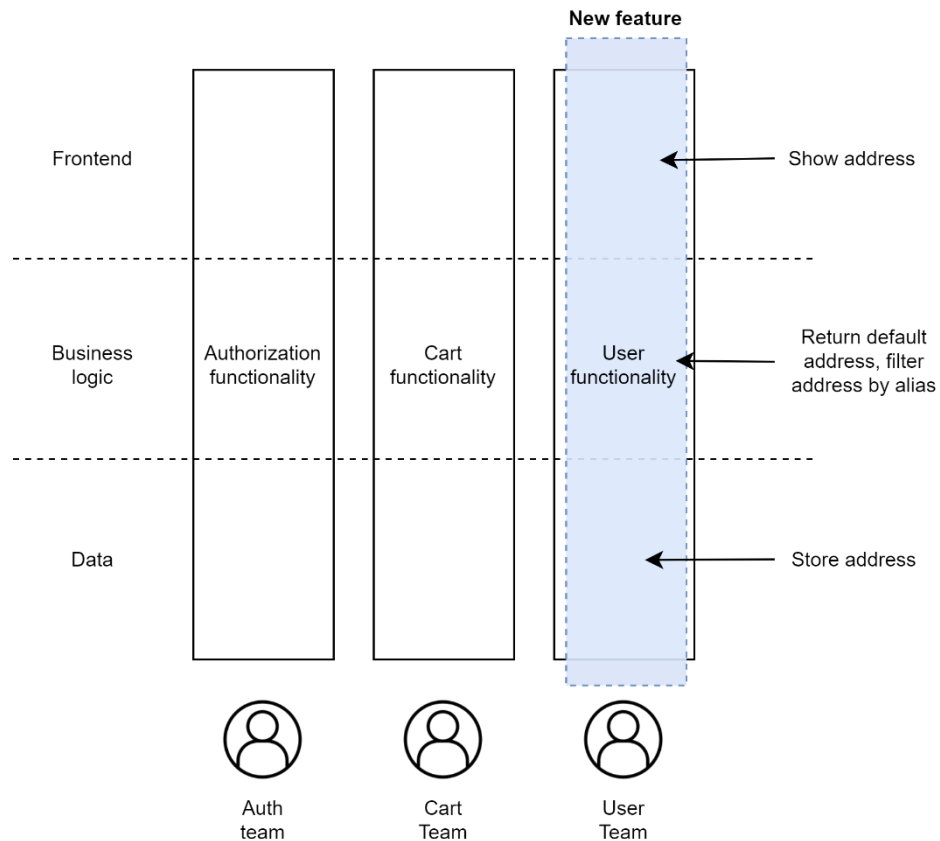 New feature
Frontend
Show address
Business
logic
Authorization
functionality
Cart
functionality
User
functionality
Return default
address, filter
address by alias
Data
Store address
Auth
team
Cart
Team
User
Team